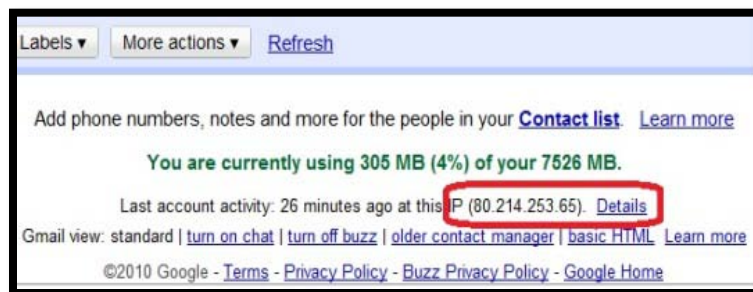 Labels ▾ More actions ▾ Refresh
Add phone numbers, notes and more for the people in your Contact list. Learn more
You are currently using 305 MB (4%) of your 7526 MB.
Last account activity: 26 minutes ago at this IP (80.214.253.65). Details
Gmail view: standard | turn on chat | turn off buzz | older contact manager | basic HTML Learn more
©2010 Google - Terms - Privacy Policy - Buzz Privacy Policy - Google Home